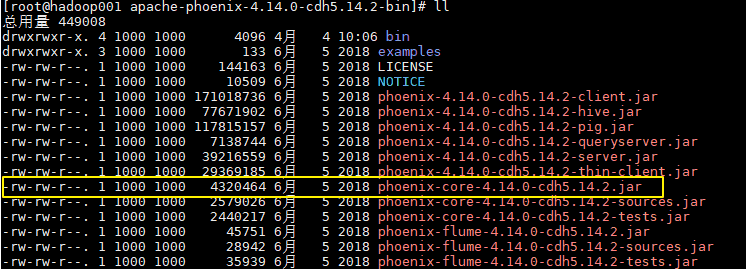 [root@hadoop001 apache-phoenix-4.14.0-cdh5.14.2-bin]# ll
总用量 449008
drwxrwxr-x. 4 1000 1000 4096 4月 4 10:06 bin
drwxrwxr-x. 3 1000 1000 133 6月 5 2018 examples
-rw-rw-r--. 1 1000 1000 144163 6月 5 2018 LICENSE
-rw-rw-r--. 1 1000 1000 10509 6月 5 2018 NOTICE
-rw-rw-r--. 1 1000 1000 171018736 6月 5 2018 phoenix-4.14.0-cdh5.14.2-client.jar
-rw-rw-r--. 1 1000 1000 77671902 6月 5 2018 phoenix-4.14.0-cdh5.14.2-hive.jar
-rw-rw-r--. 1 1000 1000 117815157 6月 5 2018 phoenix-4.14.0-cdh5.14.2-pig.jar
-rw-rw-r--. 1 1000 1000 7138744 6月 5 2018 phoenix-4.14.0-cdh5.14.2-queryserver.jar
-rw-rw-r--. 1 1000 1000 39216559 6月 5 2018 phoenix-4.14.0-cdh5.14.2-server.jar
-rw-rw-r--. 1 1000 1000 29369185 6月 5 2018 phoenix-4.14.0-cdh5.14.2-thin-client.jar
-rw-rw-r--. 1 1000 1000 4320464 6月 5 2018 phoenix-core-4.14.0-cdh5.14.2.jar
-rw-rw-r--. 1 1000 1000 2579026 6月 5 2018 phoenix-core-4.14.0-cdh5.14.2-sources.jar
-rw-rw-r--. 1 1000 1000 2440217 6月 5 2018 phoenix-core-4.14.0-cdh5.14.2-tests.jar
-rw-rw-r--. 1 1000 1000 45751 6月 5 2018 phoenix-flume-4.14.0-cdh5.14.2.jar
-rw-rw-r--. 1 1000 1000 28942 6月 5 2018 phoenix-flume-4.14.0-cdh5.14.2-sources.jar
-rw-rw-r--. 1 1000 1000 35939 6月 5 2018 phoenix-flume-4.14.0-cdh5.14.2-tests.jar